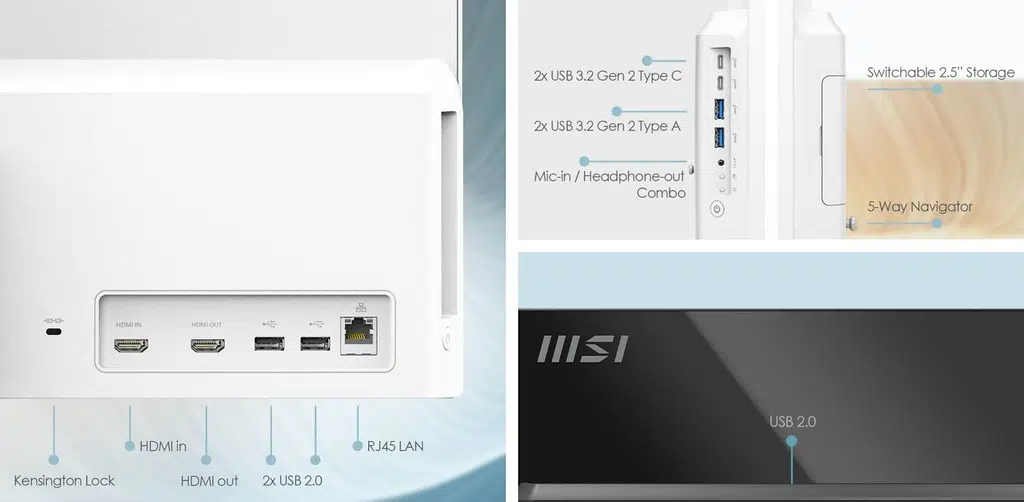 HDMI IN
HDMI OUT
Kensington Lock
HDMI in
HDMI out
2x USB 2.0
RJ45 LAN
2x USB 3.2 Gen 2 Type C
2x USB 3.2 Gen 2 Type A
Mic-in / Headphone-out
Combo
Switchable 2.5" Storage
5-Way Navigator
msi
USB 2.0